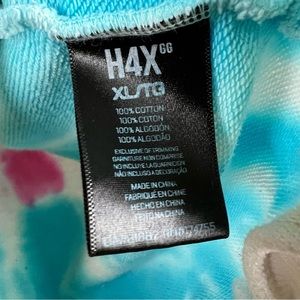 H4X GG
XL/TG
100% COTTON
100% COTON
100% ALGODÓN
100% ALGODÃO
EXCLUSIVE OF TRIMMING
GARNITURE NON COMPRISE
NO INCLUYE LA GUARNICIÓN
NÃO INCLUSO A DECORAÇÃO
MADE IN CHINA
FABRIQUÉ EN CHINE
HECHO EN CHINA
FEITO NA CHINA